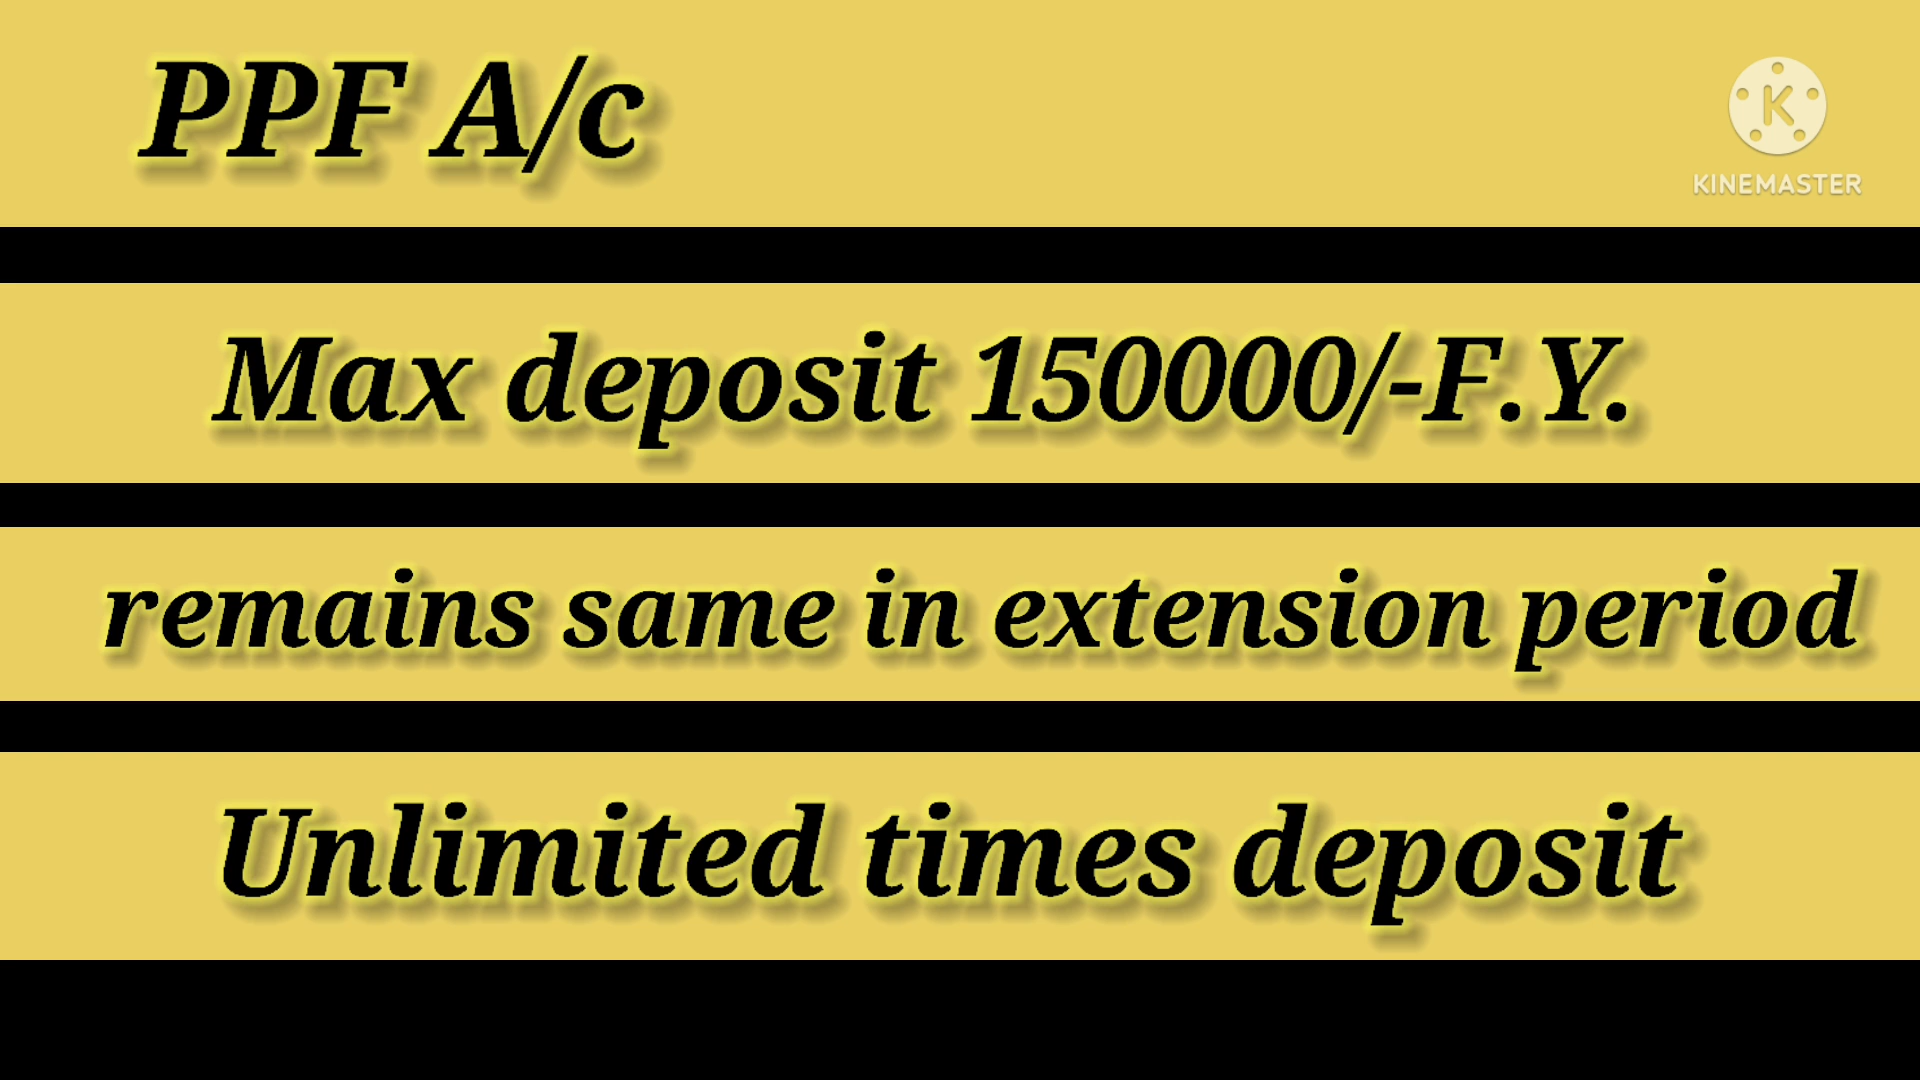 PPF A/c
K
KINEMASTER
Max deposit 150000/-F.Y.
remains same in extension period
Unlimited times deposit